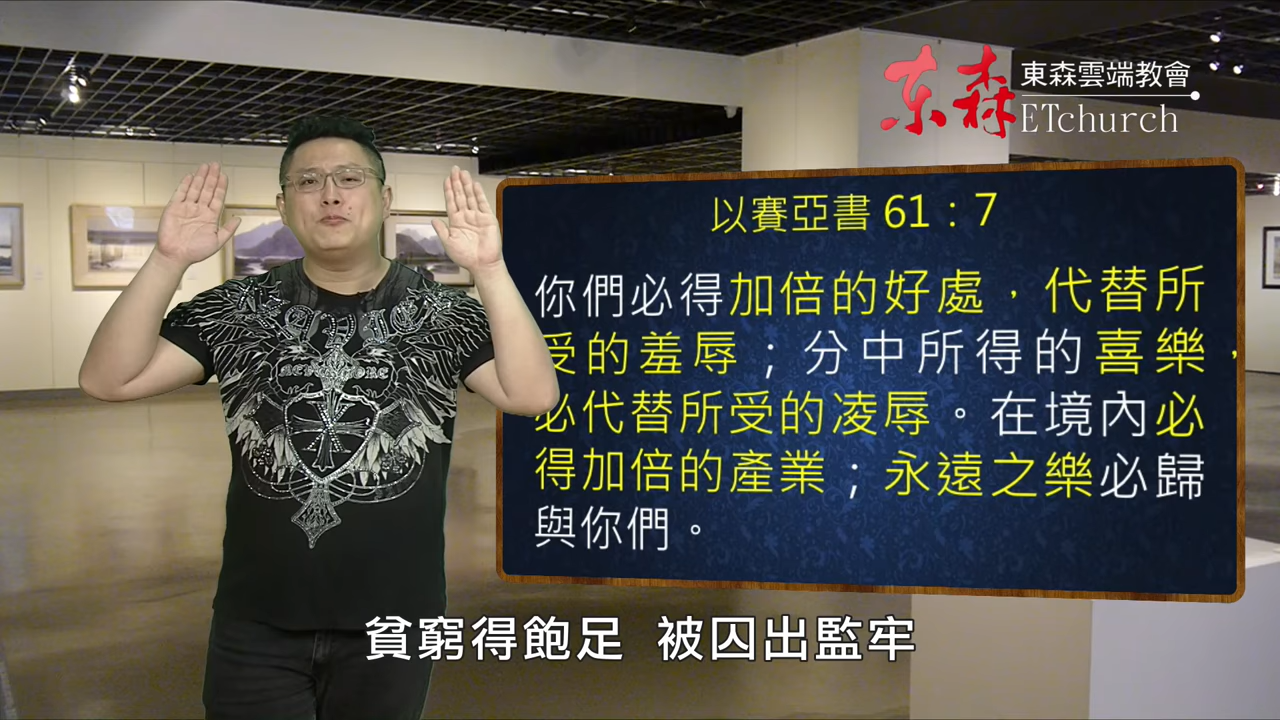 东森
東森雲端教會
ETchurch
以賽亞書 61：7
你們必得加倍的好處，代替所
受的羞辱；分中所得的喜樂，
必代替所受的凌辱。在境內必
得加倍的產業；永遠之樂必歸
與你們。
貧窮得飽足 被囚出監牢